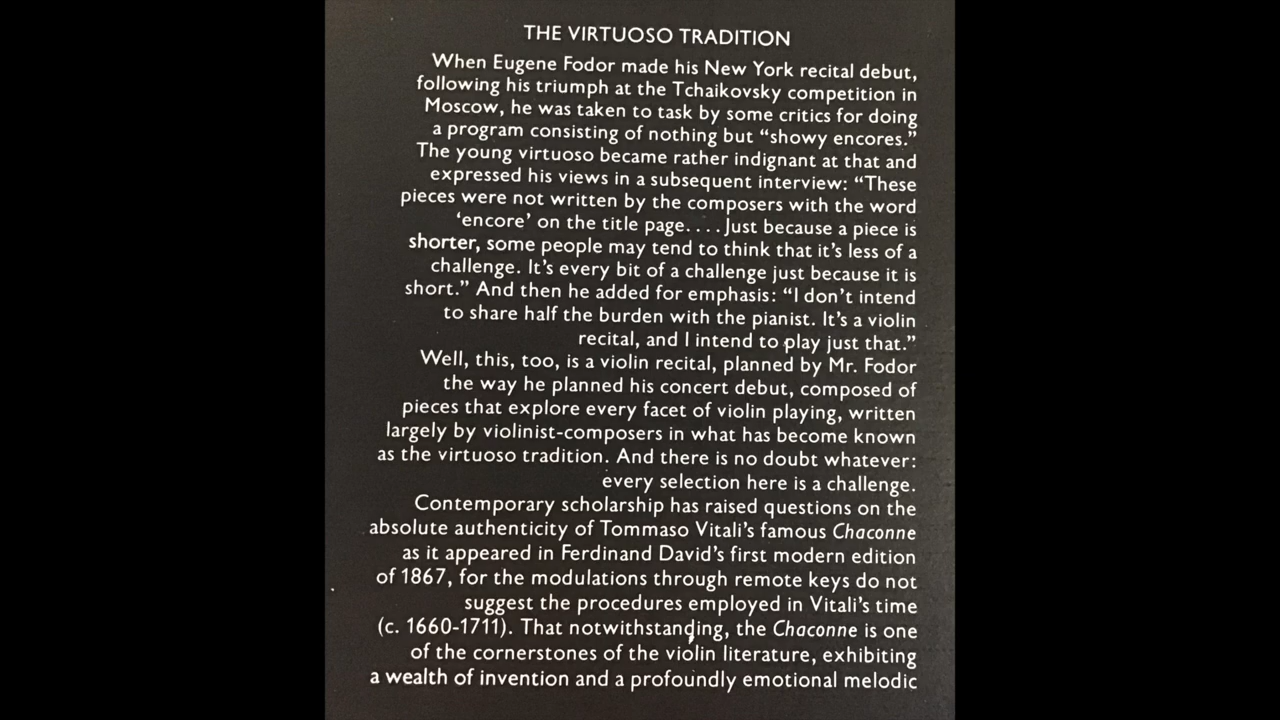 THE VIRTUOSO TRADITION
When Eugene Fodor made his New York recital debut,
following his triumph at the Tchaikovsky competition in
Moscow, he was taken to task by some critics for doing
a program consisting of nothing but “showy encores.”
The young virtuoso became rather indignant at that and
expressed his views in a subsequent interview: “These
pieces were not written by the composers with the word
‘encore’ on the title page. . . . Just because a piece is
shorter, some people may tend to think that it’s less of a
challenge. It’s every bit of a challenge just because it is
short.” And then he added for emphasis: “I don’t intend
to share half the burden with the pianist. It’s a violin
recital, and I intend to play just that.”
Well, this, too, is a violin recital, planned by Mr. Fodor
the way he planned his concert debut, composed of
pieces that explore every facet of violin playing, written
largely by violinist-composers in what has become known
as the virtuoso tradition. And there is no doubt whatever:
every selection here is a challenge.
Contemporary scholarship has raised questions on the
absolute authenticity of Tommaso Vitali’s famous Chaconne
as it appeared in Ferdinand David’s first modern edition
of 1867, for the modulations through remote keys do not
suggest the procedures employed in Vitali’s time
(c. 1660-1711). That notwithstanding, the Chaconne is one
of the cornerstones of the violin literature, exhibiting
a wealth of invention and a profoundly emotional melodic